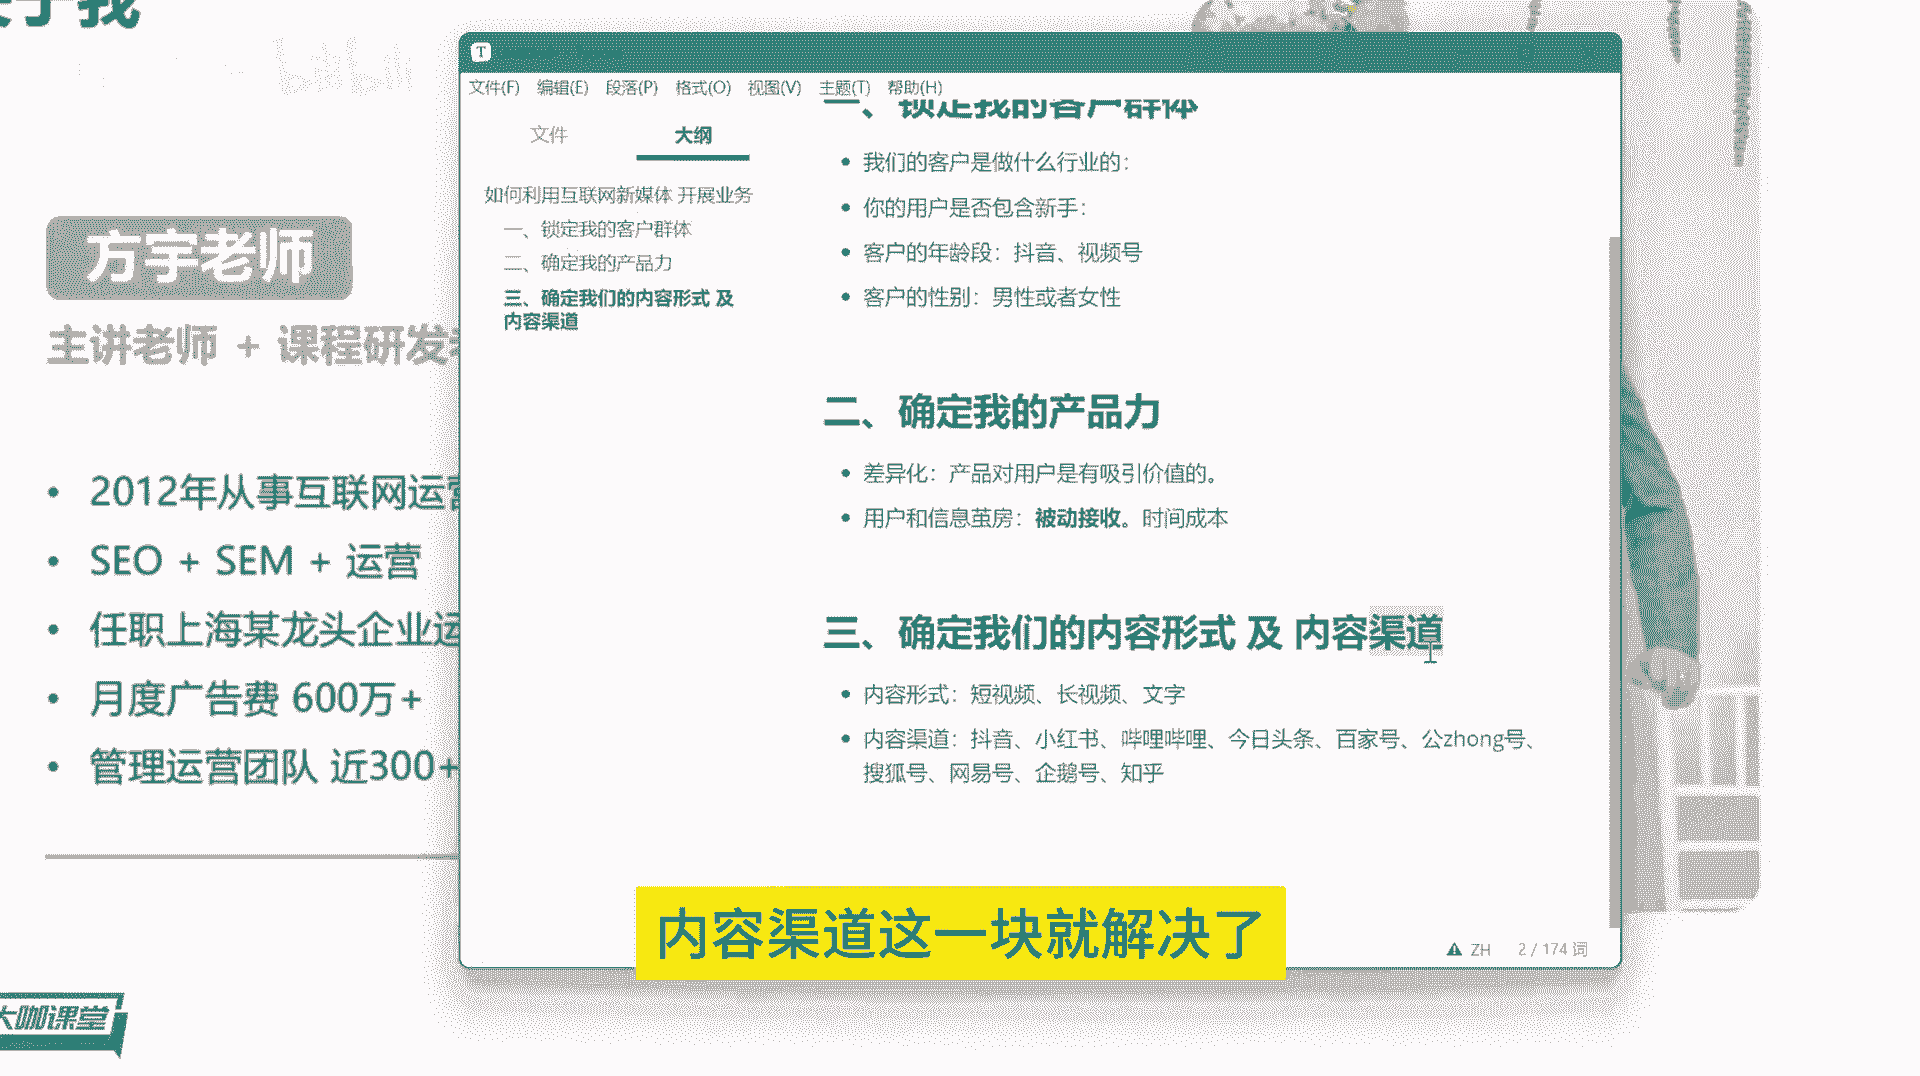 bilibili
方宇老师
主讲老师 + 课程研发
2012年从事互联网运营
SEO + SEM + 运营
任职上海某龙头企业运
月度广告费 600万+
管理运营团队 近300+
大咖课堂
T
文件(F) 编辑(E) 段落(P) 格式(O) 视图(V) 主题(T) 帮助(H)
文件 大纲
如何利用互联网新媒体 开展业务
一、锁定我的客户群体
二、确定我的产品力
三、确定我们的内容形式 及
内容渠道
一、锁定我的客户群体
我们的客户是做什么行业的：
你的用户是否包含新手：
客户的年龄段：抖音、视频号
客户的性别：男性或者女性
二、确定我的产品力
差异化：产品对用户是有吸引价值的。
用户和信息茧房：被动接收。时间成本
三、确定我们的内容形式 及 内容渠道
内容形式：短视频、长视频、文字
内容渠道：抖音、小红书、哔哩哔哩、今日头条、百家号、公zhong号、
搜狐号、网易号、企鹅号、知乎
ZH 2 / 174 词
内容渠道这一块就解决了